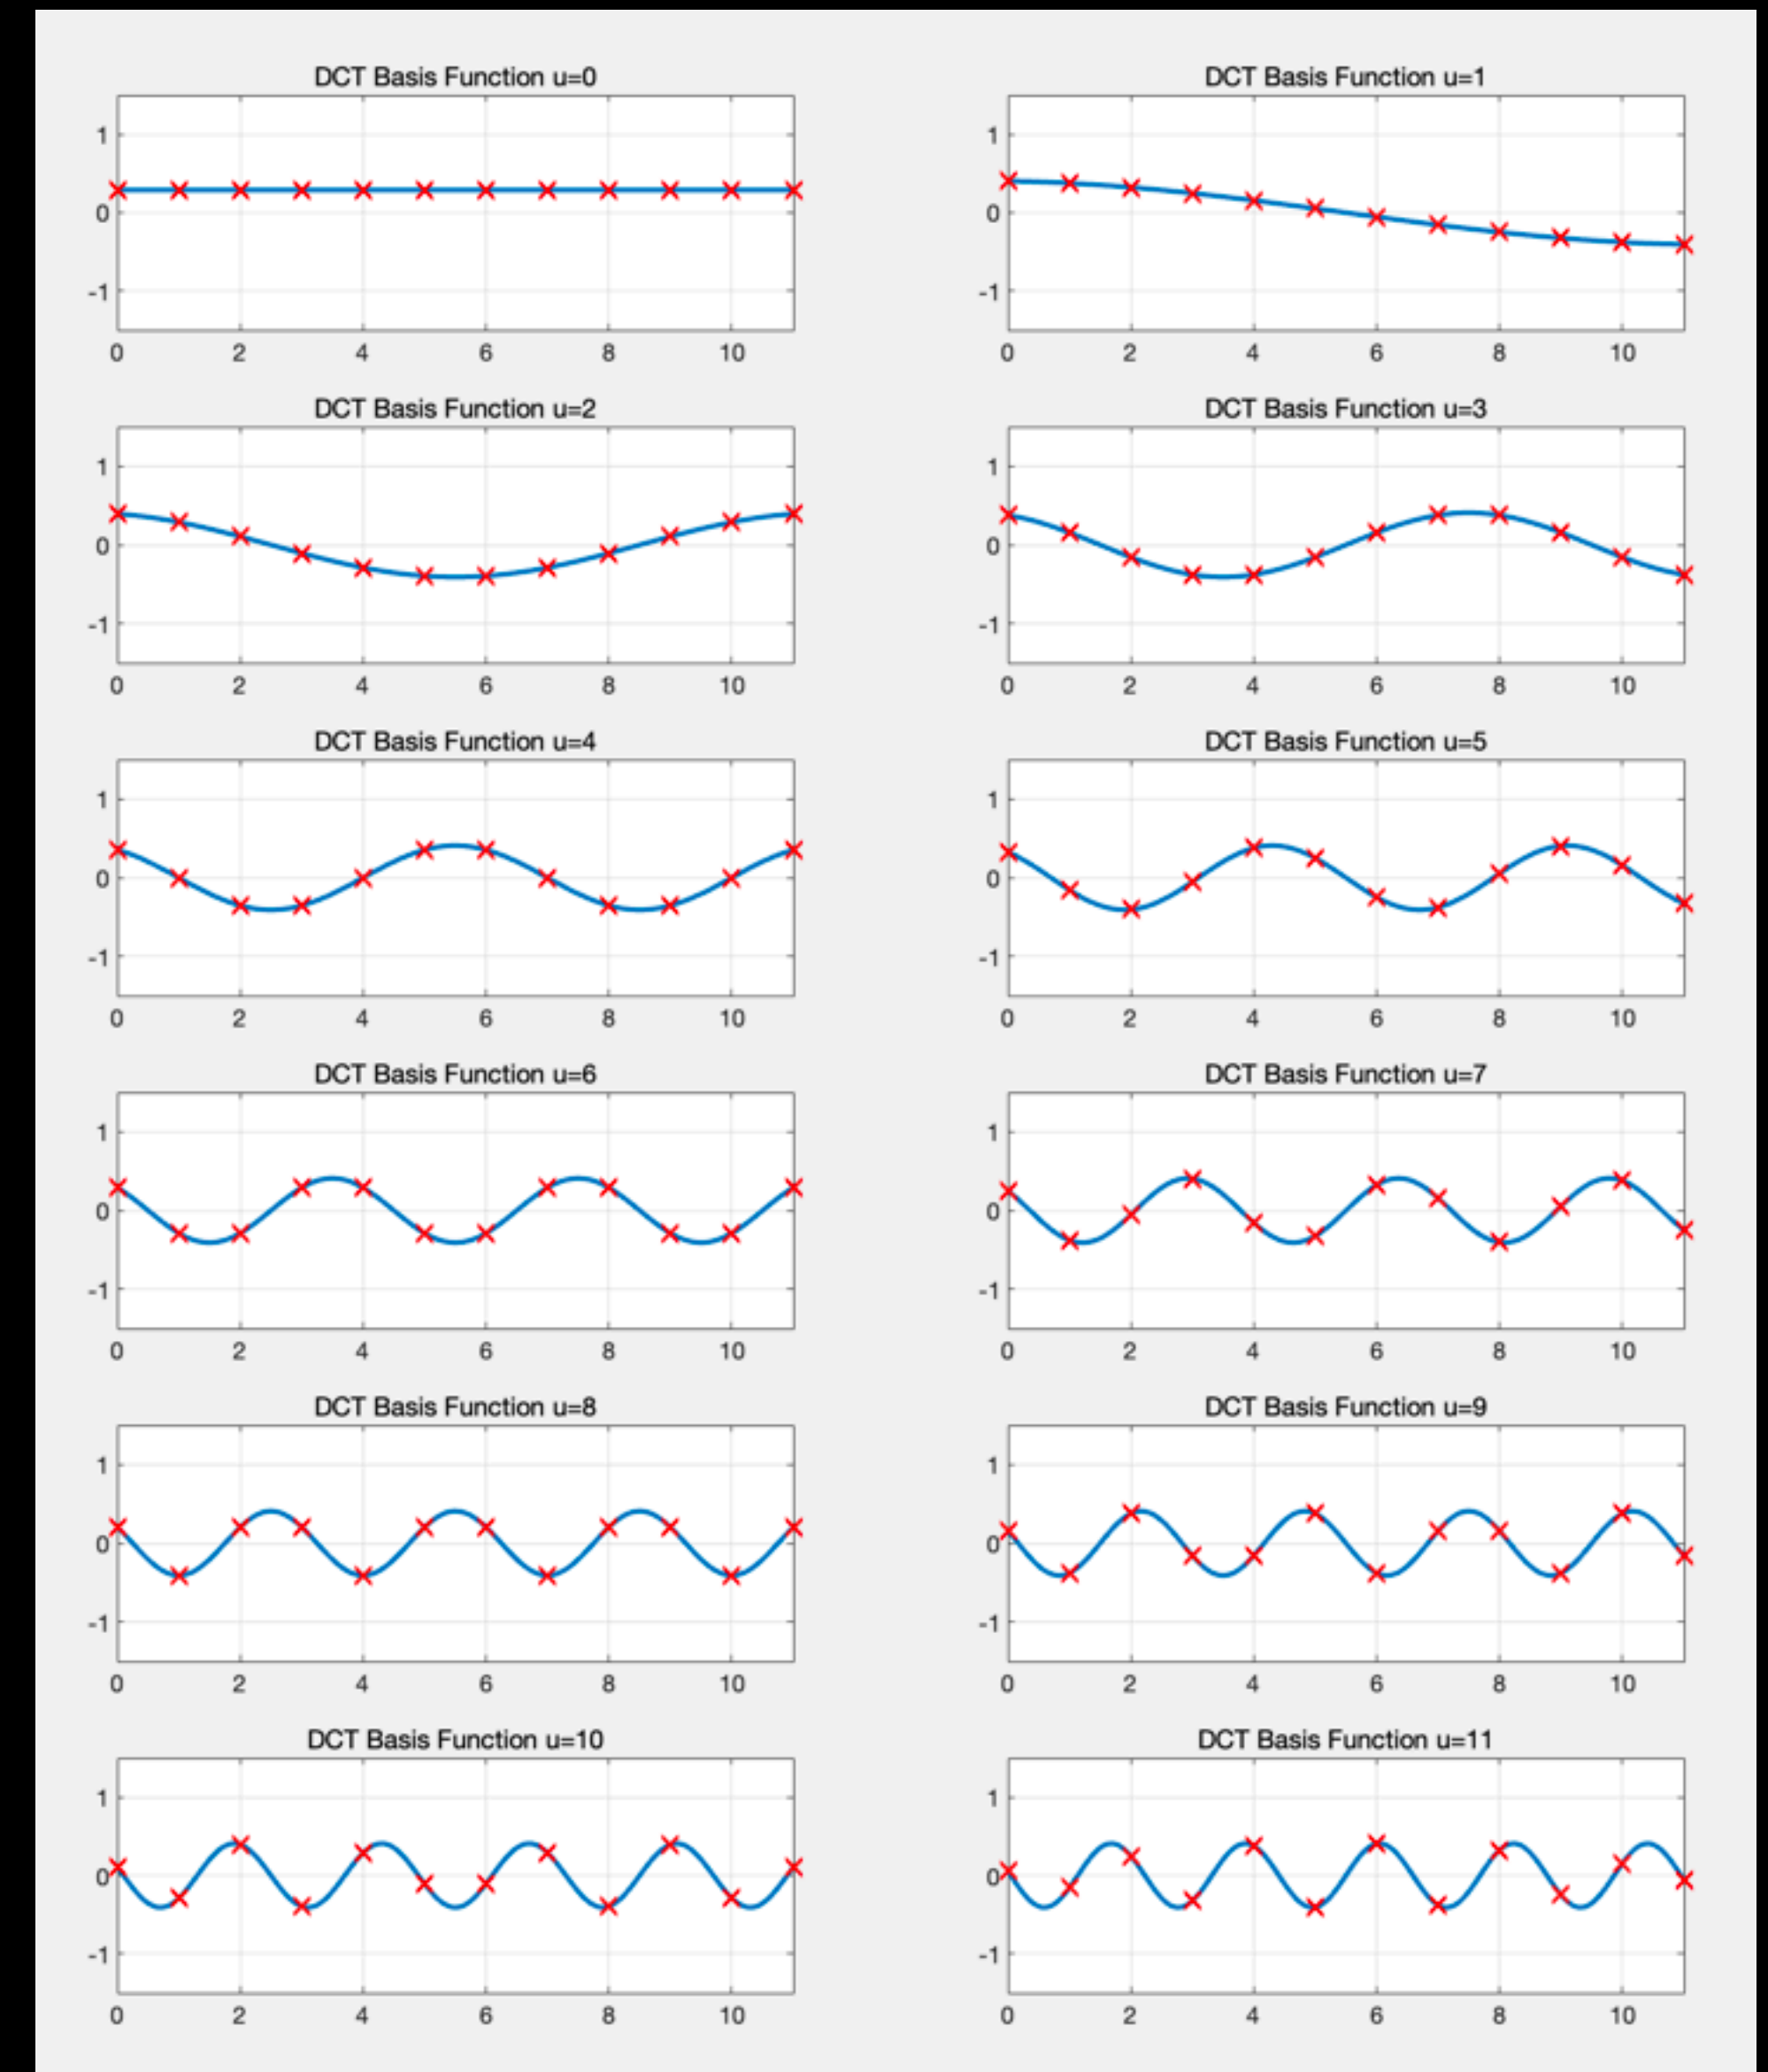 DCT Basis Function u=0
1
0
-1
0 2 4 6 8 10
DCT Basis Function u=1
1
0
-1
0 2 4 6 8 10
DCT Basis Function u=2
1
0
-1
0 2 4 6 8 10
DCT Basis Function u=3
1
0
-1
0 2 4 6 8 10
DCT Basis Function u=4
1
0
-1
0 2 4 6 8 10
DCT Basis Function u=5
1
0
-1
0 2 4 6 8 10
DCT Basis Function u=6
1
0
-1
0 2 4 6 8 10
DCT Basis Function u=7
1
0
-1
0 2 4 6 8 10
DCT Basis Function u=8
1
0
-1
0 2 4 6 8 10
DCT Basis Function u=9
1
0
-1
0 2 4 6 8 10
DCT Basis Function u=10
1
0
-1
0 2 4 6 8 10
DCT Basis Function u=11
1
0
-1
0 2 4 6 8 10